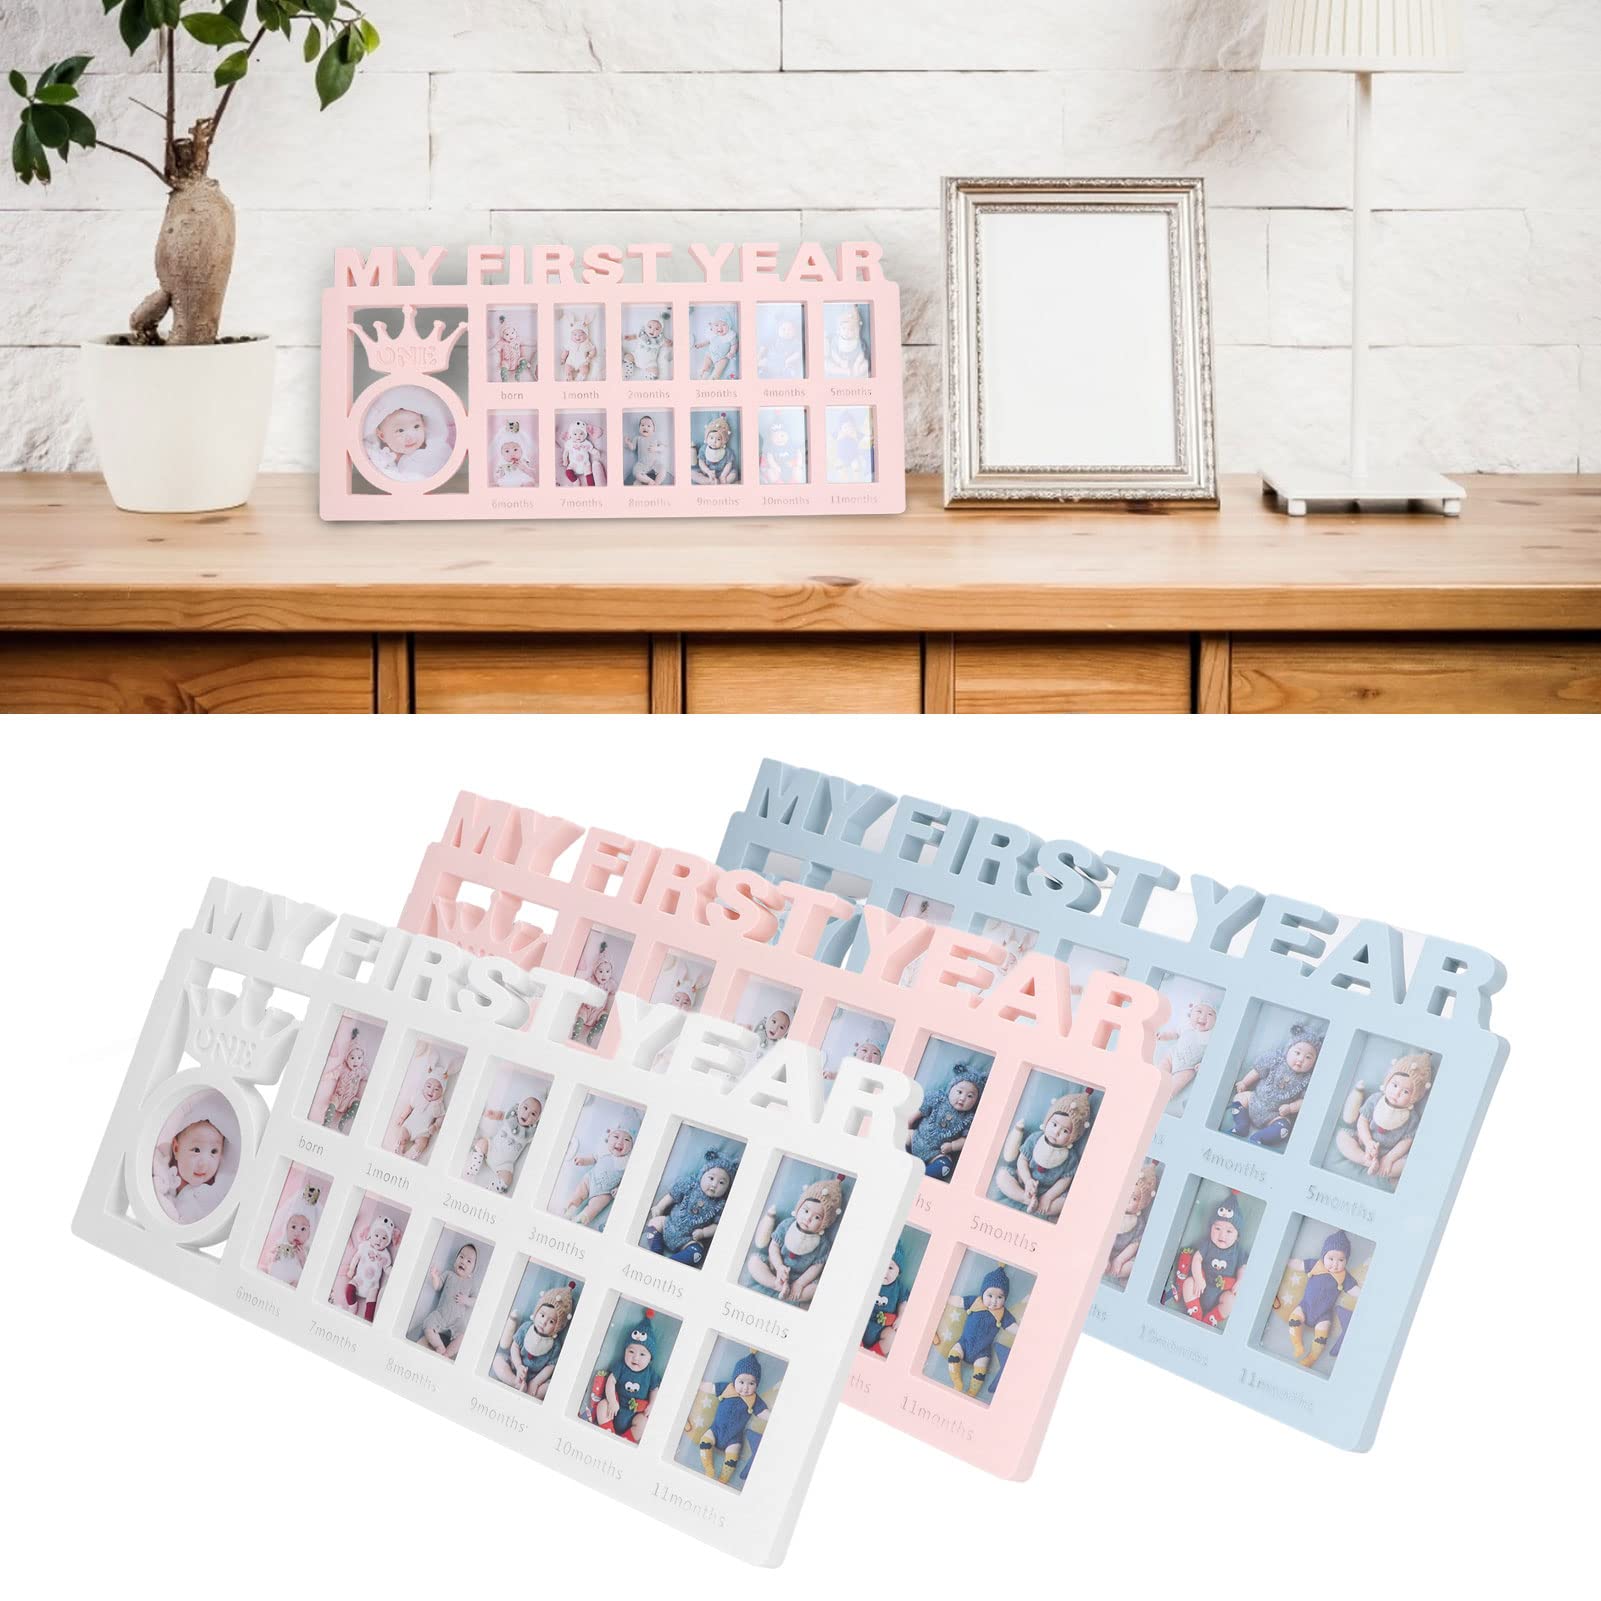 MY FIRST YEAR
ONE
born 1month 2months 3months 4months 5months
6months 7months 8months 9months 10months 11months
MY FIRST YEAR
4months 5months
10months 11months
MY FIRST YEAR
5months
11months
MY FIRST YEAR
ONE
born 1month 2months 3months 4months 5months
6months 7months 8months 9months 10months 11months